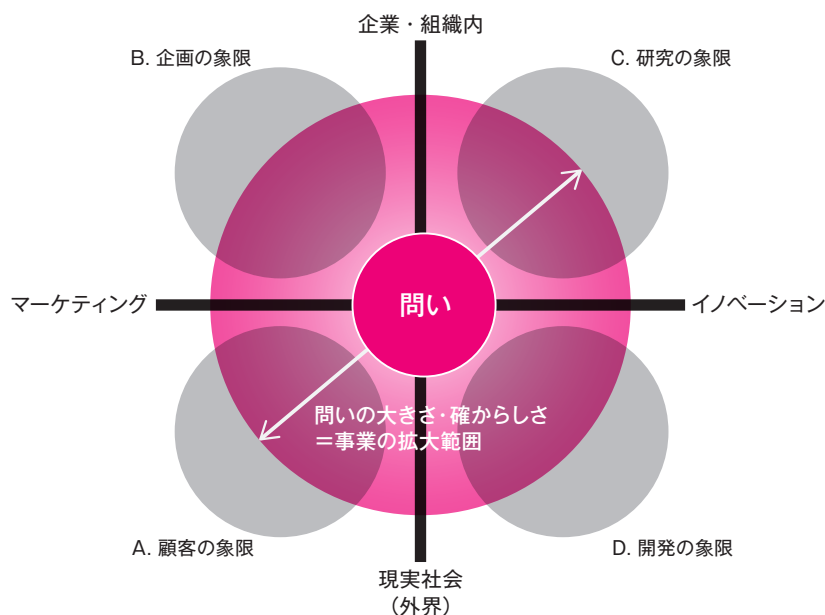 企業・組織内
B. 企画の象限
C. 研究の象限
マーケティング
問い
イノベーション
問いの大きさ・確からしさ
＝事業の拡大範囲
A. 顧客の象限
D. 開発の象限
現実社会
（外界）